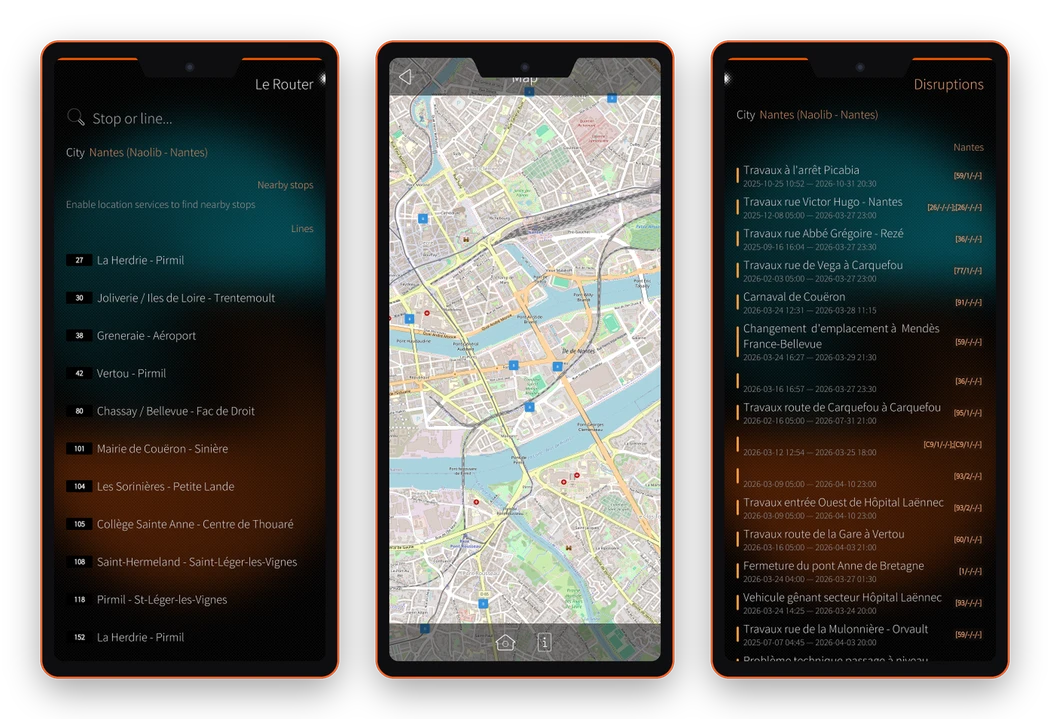 Le Router
Stop or line...
City Nantes (Naolib - Nantes)
Nearby stops
Enable location services to find nearby stops
Lines
27 La Herdrie - Pirmil
30 Joliverie / Iles de Loire - Trentemoult
38 Greneraie - Aéroport
42 Vertou - Pirmil
80 Chassay / Bellevue - Fac de Droit
101 Mairie de Couëron - Sinière
104 Les Sorinières - Petite Lande
105 Collège Sainte Anne - Centre de Thouaré
108 Saint-Hermeland - Saint-Léger-les-Vignes
118 Pirmil - St-Léger-les-Vignes
152 La Herdrie - Pirmil
Map
Île de Nantes
Disruptions
City Nantes (Naolib - Nantes)
Nantes
Travaux à l'arrêt Picabia [59/1/-/-]
2025-10-25 10:52 — 2026-10-31 20:30
Travaux rue Victor Hugo - Nantes [26/-/-/-];[26/-/-/-]
2025-12-08 05:00 — 2026-03-27 23:00
Travaux rue Abbé Grégoire - Rezé [36/-/-/-]
2025-09-16 16:04 — 2026-03-27 23:30
Travaux rue de Vega à Carquefou [77/1/-/-]
2026-02-03 05:00 — 2026-03-27 23:00
Carnaval de Couëron [91/-/-/-]
2026-03-24 12:31 — 2026-03-28 11:15
Changement d'emplacement à Mendès
France-Bellevue [59/-/-/-]
2026-03-24 16:27 — 2026-03-29 21:30
[36/-/-/-]
2026-03-16 16:57 — 2026-03-27 23:30
Travaux route de Carquefou à Carquefou [95/1/-/-]
2026-02-16 05:00 — 2026-07-31 21:00
[C9/1/-/-];[C9/1/-/-]
2026-03-12 12:54 — 2026-03-25 18:00
[93/2/-/-]
2026-03-09 05:00 — 2026-04-10 23:00
Travaux entrée Ouest de Hôpital Laënnec [93/2/-/-]
2026-03-09 05:00 — 2026-04-10 23:00
Travaux route de la Gare à Vertou [60/1/-/-]
2026-03-16 05:00 — 2026-04-03 21:00
Fermeture du pont Anne de Bretagne [1/-/-/-]
2026-03-24 04:00 — 2026-03-27 01:30
Vehicule gênant secteur Hôpital Laënnec [93/-/-/-]
2026-03-24 14:25 — 2026-03-24 20:00
Travaux rue de la Mulonnière - Orvault [59/-/-/-]
2025-07-07 04:45 — 2026-04-03 20:00
Problème technique passage à niveau